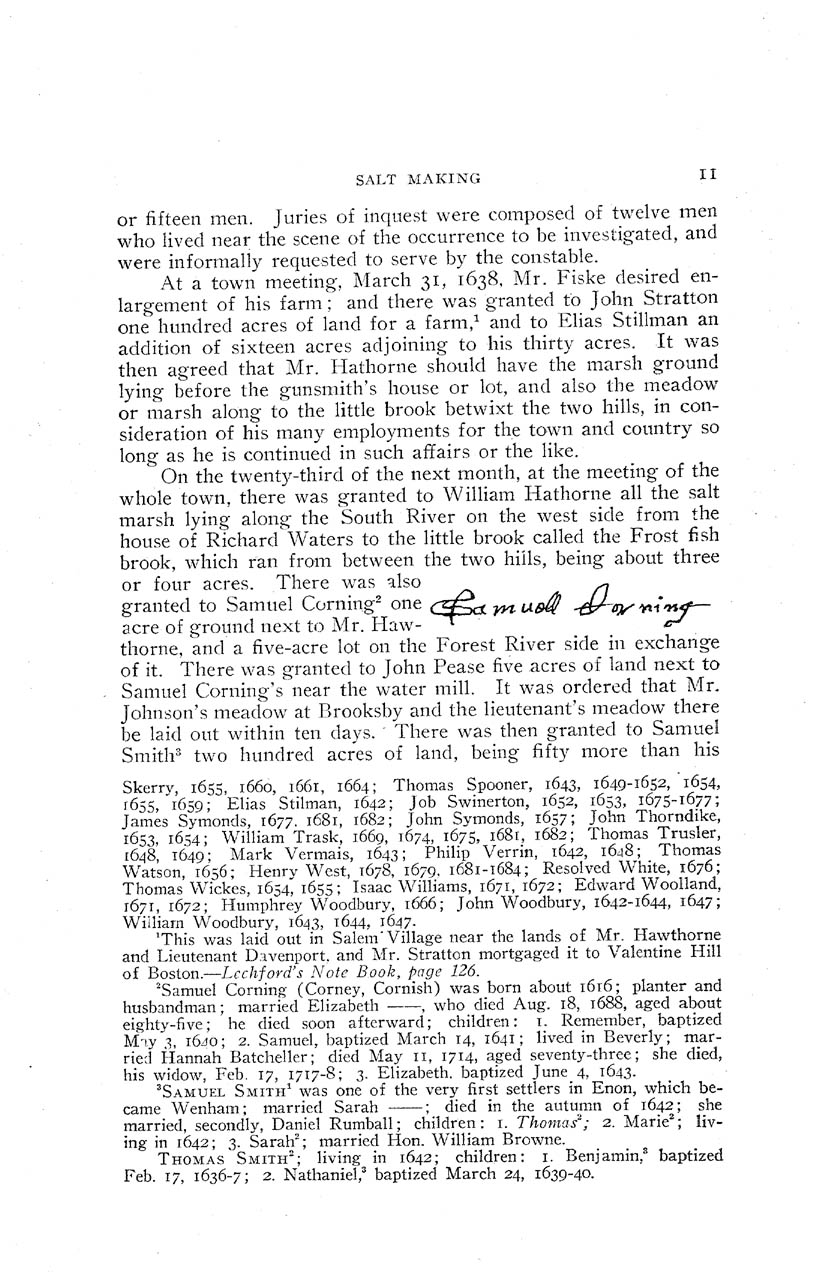 SALT MAKING 11
or fifteen men. Juries of inquest were composed of twelve men
who lived near the scene of the occurrence to be investigated, and
were informally requested to serve by the constable.
At a town meeting, March 31, 1638, Mr. Fiske desired en-
largement of his farm; and there was granted to John Stratton
one hundred acres of land for a farm,¹ and to Elias Stillman an
addition of sixteen acres adjoining to his thirty acres. It was
then agreed that Mr. Hathorne should have the marsh ground
lying before the gunsmith's house or lot, and also the meadow
or marsh along to the little brook betwixt the two hills, in con-
sideration of his many employments for the town and country so
long as he is continued in such affairs or the like.
On the twenty-third of the next month, at the meeting of the
whole town, there was granted to William Hathorne all the salt
marsh lying along the South River on the west side from the
house of Richard Waters to the little brook called the Frost fish
brook, which ran from between the two hills, being about three
or four acres. There was also
granted to Samuel Corning² one
acre of ground next to Mr. Haw-
Samuell Corning
thorne, and a five-acre lot on the Forest River side in exchange
of it. There was granted to John Pease five acres of land next to
Samuel Corning's near the water mill. It was ordered that Mr.
Johnson's meadow at Brooksby and the lieutenant's meadow there
be laid out within ten days. There was then granted to Samuel
Smith³ two hundred acres of land, being fifty more than his
Skerry, 1655, 1660, 1661, 1664; Thomas Spooner, 1643, 1649-1652, 1654,
1655, 1659; Elias Stilman, 1642; Job Swinerton, 1652, 1653, 1675-1677;
James Symonds, 1677, 1681, 1682; John Symonds, 1657; John Thorndike,
1653, 1654; William Trask, 1669, 1674, 1675, 1681, 1682; Thomas Trusler,
1648, 1649; Mark Vermais, 1643; Philip Verrin, 1642, 1648; Thomas
Watson, 1656; Henry West, 1678, 1679, 1681-1684; Resolved White, 1676;
Thomas Wickes, 1654, 1655; Isaac Williams, 1671, 1672; Edward Woolland,
1671, 1672; Humphrey Woodbury, 1666; John Woodbury, 1642-1644, 1647;
William Woodbury, 1643, 1644, 1647.
¹This was laid out in Salem Village near the lands of Mr. Hawthorne
and Lieutenant Davenport, and Mr. Stratton mortgaged it to Valentine Hill
of Boston.—Lechford's Note Book, page 126.
²Samuel Corning (Corney, Cornish) was born about 1616; planter and
husbandman; married Elizabeth ——, who died Aug. 18, 1688, aged about
eighty-five; he died soon afterward; children: 1. Remember, baptized
May 3, 1640; 2. Samuel, baptized March 14, 1641; lived in Beverly; mar-
ried Hannah Batcheller; died May 11, 1714, aged seventy-three; she died,
his widow, Feb. 17, 1717-8; 3. Elizabeth, baptized June 4, 1643.
³SAMUEL SMITH¹ was one of the very first settlers in Enon, which be-
came Wenham; married Sarah ——; died in the autumn of 1642; she
married, secondly, Daniel Rumball; children: 1. Thomas²; 2. Marie²; liv-
ing in 1642; 3. Sarah²; married Hon. William Browne.
THOMAS SMITH²; living in 1642; children: 1. Benjamin,³ baptized
Feb. 17, 1636-7; 2. Nathaniel,³ baptized March 24, 1639-40.